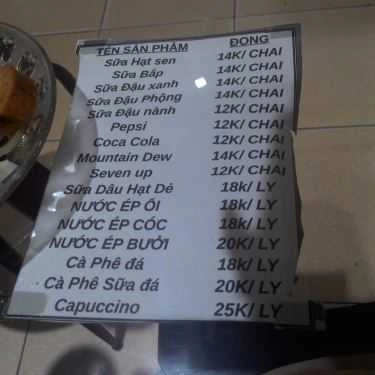 TÊN SẢN PHẨM ĐỒNG
Sữa Hạt sen 14K/ CHAI
Sữa Bắp 14K/ CHAI
Sữa Đậu xanh 14K/ CHAI
Sữa Đậu Phộng 14K/ CHAI
Sữa Đậu nành 12K/ CHAI
Pepsi 12K/ CHAI
Coca Cola 12K/ CHAI
Mountain Dew 14K/ CHAI
Seven up 12K/ CHAI
Sữa Dâu Hạt Dẻ 18k/ LY
NƯỚC ÉP ỔI 18k/ LY
NƯỚC ÉP CÓC 18k/ LY
NƯỚC ÉP BƯỞI 20K/ LY
Cà Phê đá 18k/ LY
Cà Phê Sữa đá 20K/ LY
Capuccino 25K/ LY